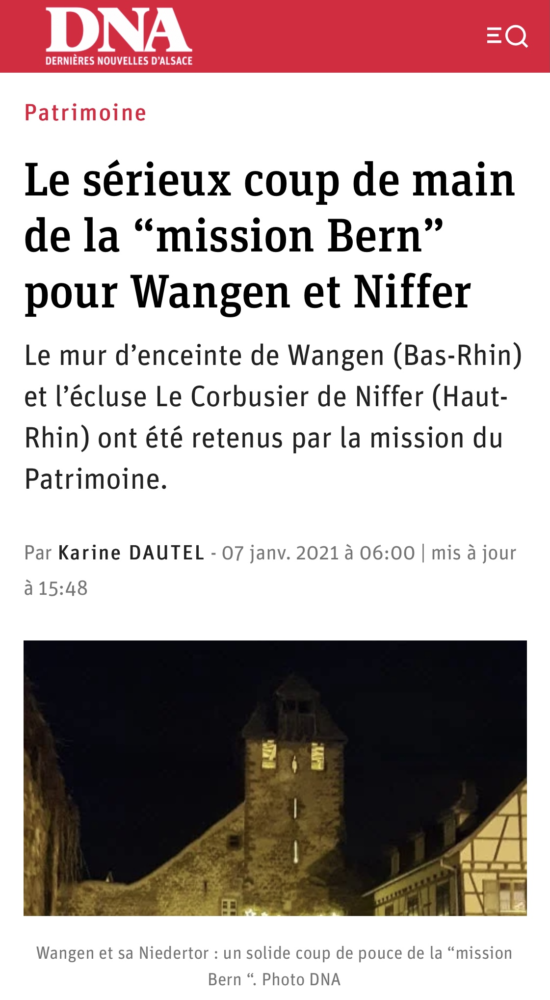 DNA
DERNIÈRES NOUVELLES D'ALSACE
Patrimoine
Le sérieux coup de main
de la “mission Bern”
pour Wangen et Niffer
Le mur d’enceinte de Wangen (Bas-Rhin)
et l’écluse Le Corbusier de Niffer (Haut-
Rhin) ont été retenus par la mission du
Patrimoine.
Par Karine DAUTEL - 07 janv. 2021 à 06:00 | mis à jour
à 15:48
Wangen et sa Niedertor : un solide coup de pouce de la “mission
Bern “. Photo DNA